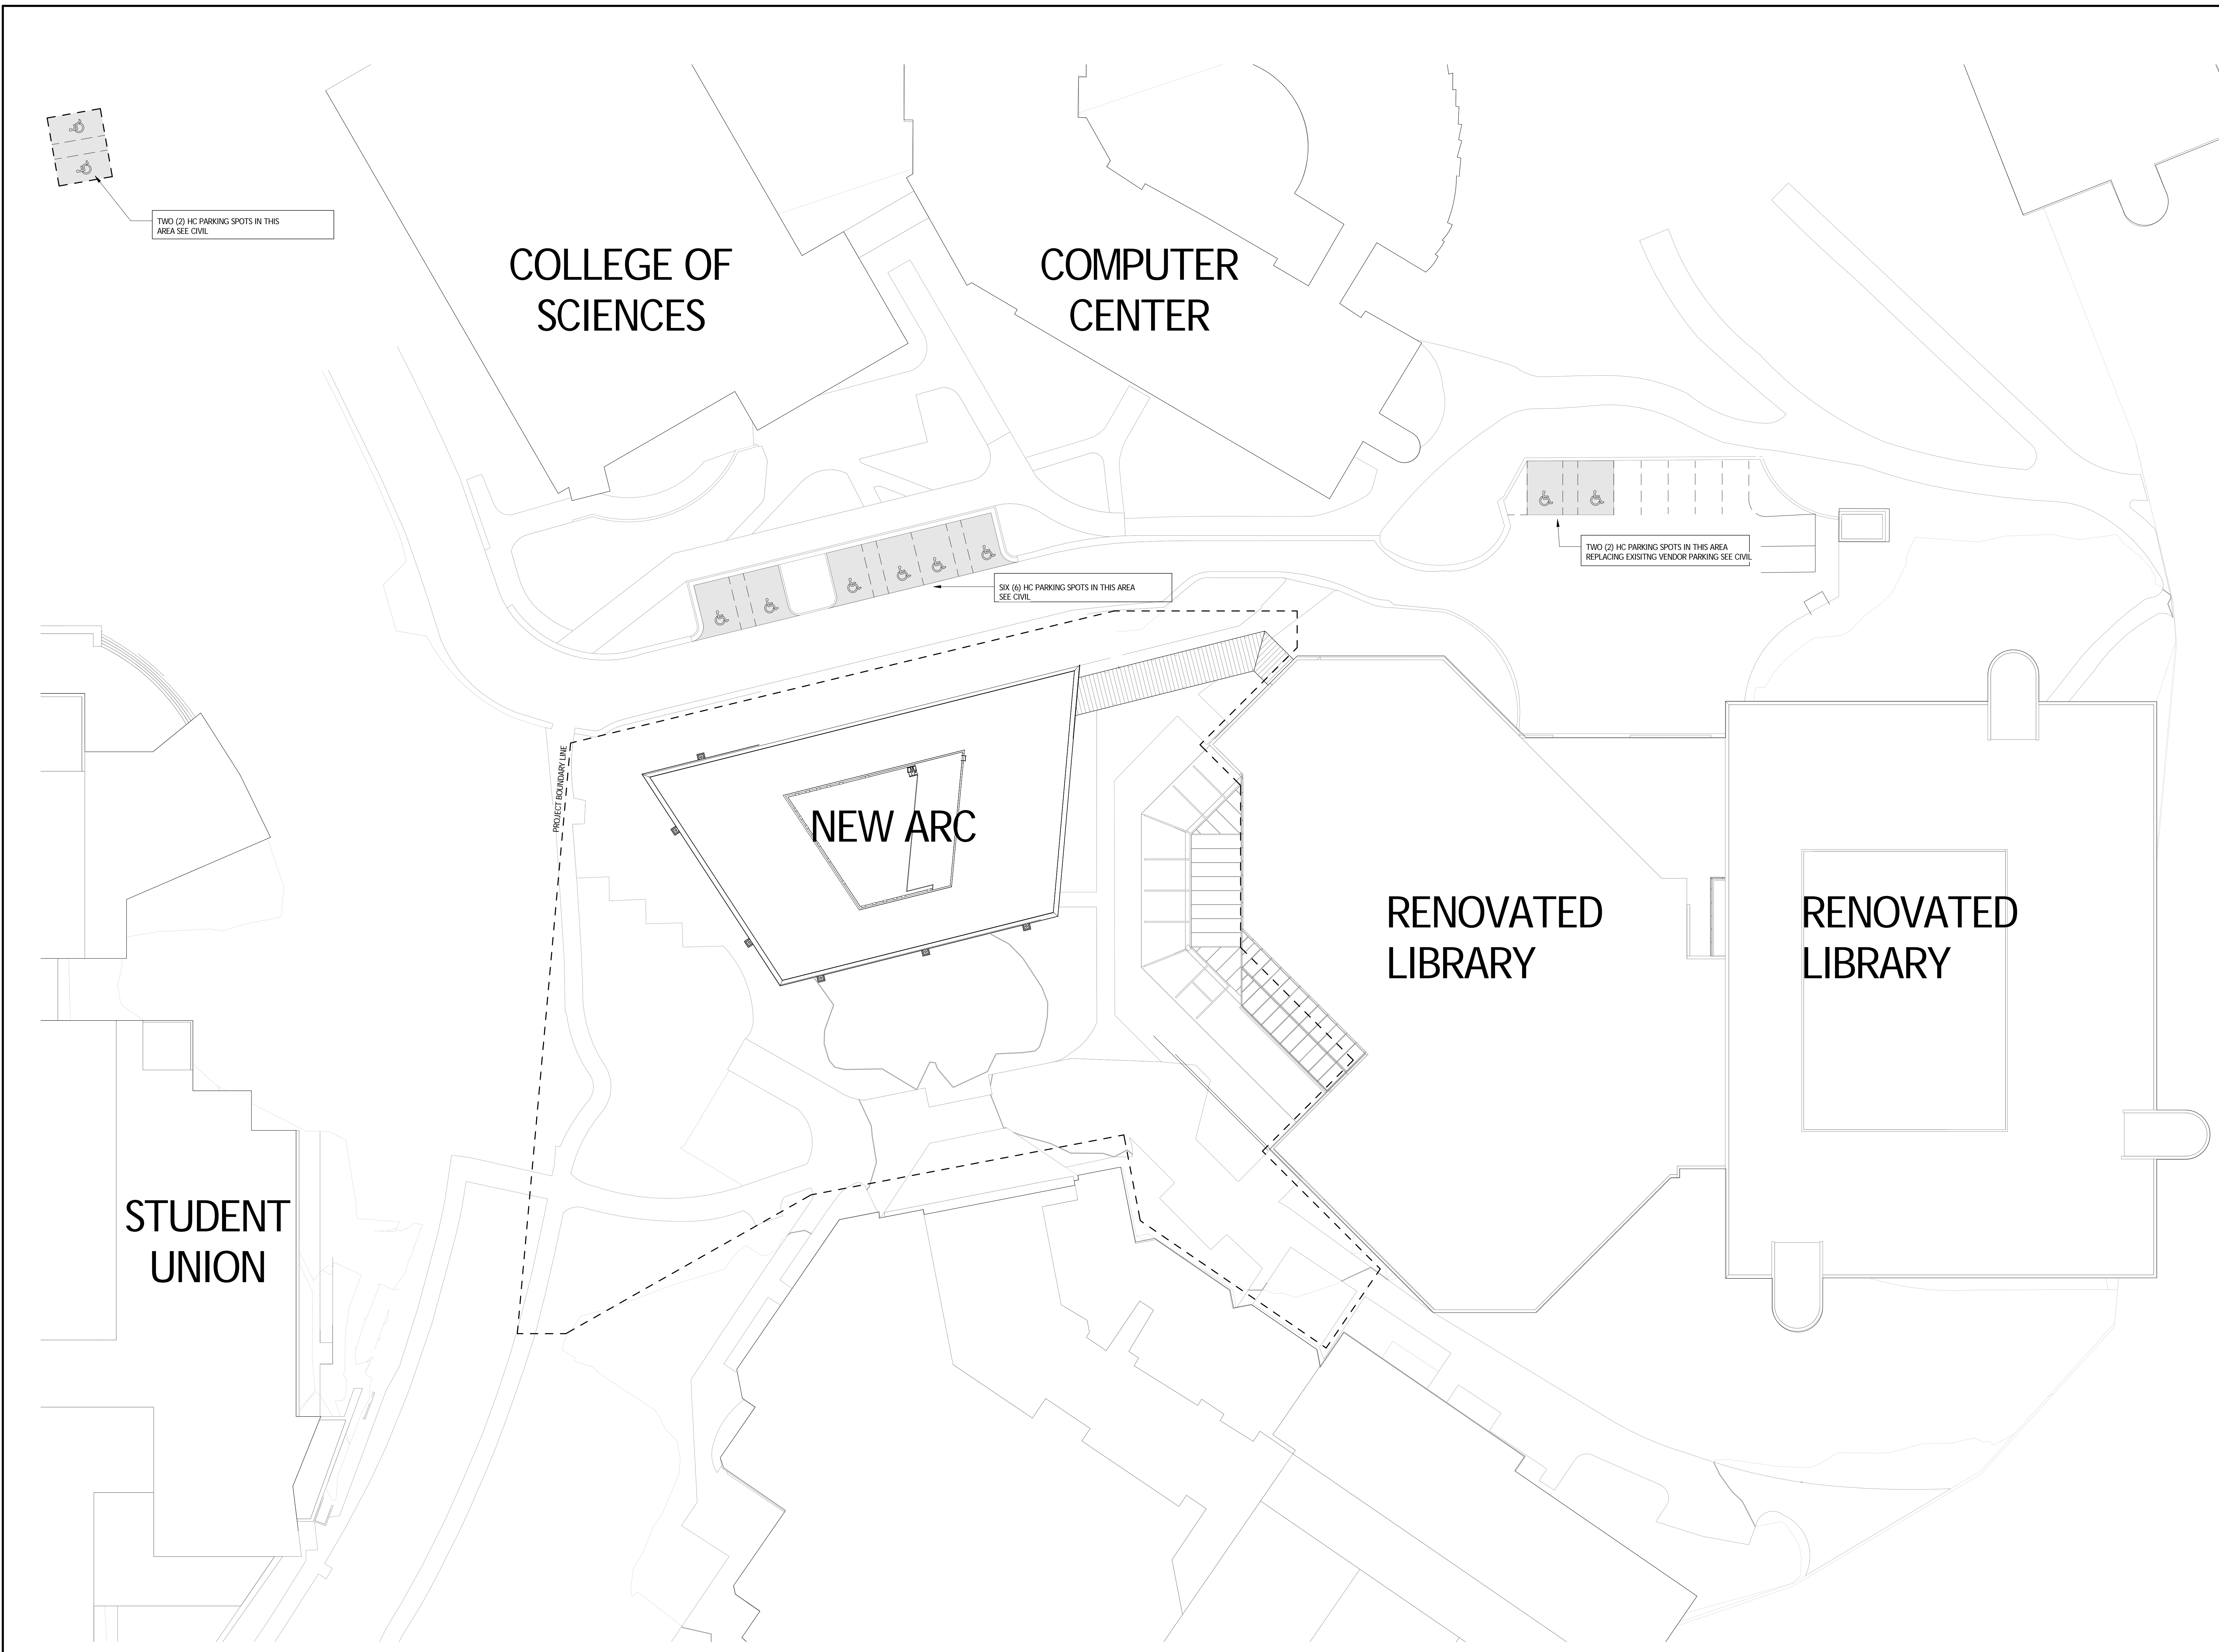 TWO (2) HC PARKING SPOTS IN THIS
AREA SEE CIVIL
COLLEGE OF
SCIENCES
COMPUTER
CENTER
TWO (2) HC PARKING SPOTS IN THIS AREA
REPLACING EXISITNG VENDOR PARKING SEE CIVIL
SIX (6) HC PARKING SPOTS IN THIS AREA
SEE CIVIL
PROJECT BOUNDARY LINE
NEW ARC
RENOVATED
LIBRARY
RENOVATED
LIBRARY
STUDENT
UNION